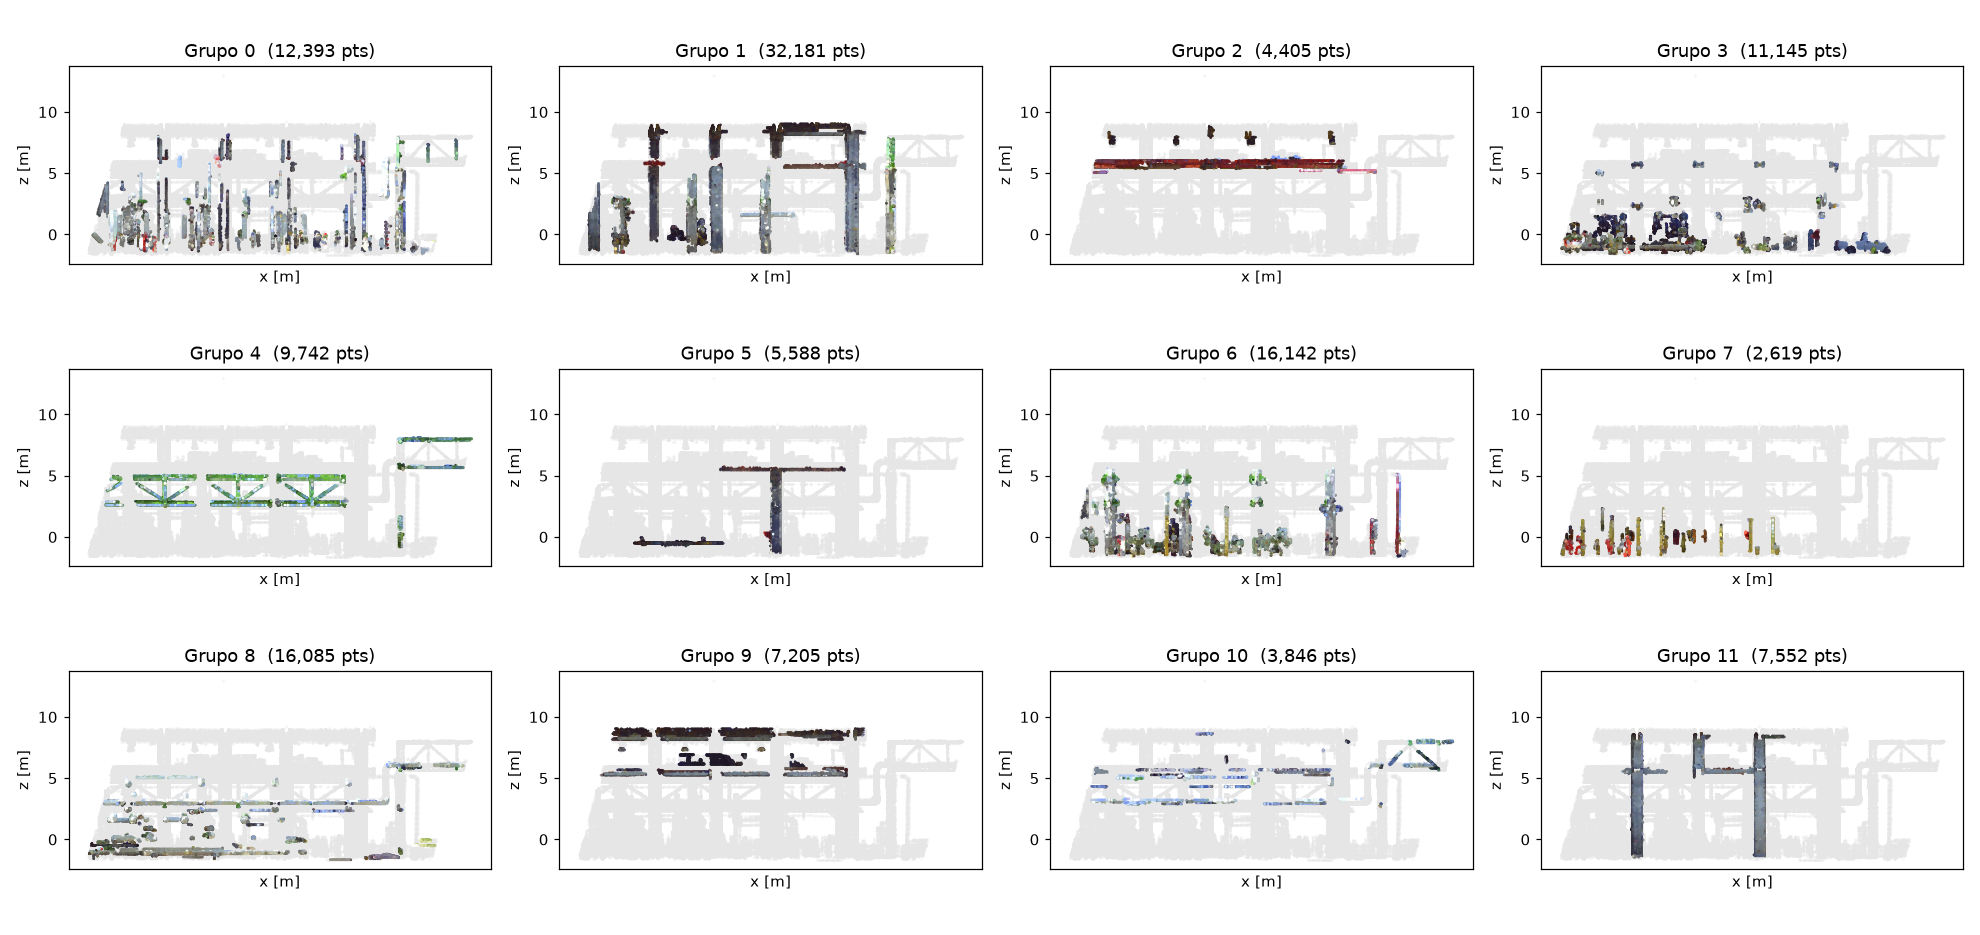 Grupo 0  (12,393 pts)
Grupo 1  (32,181 pts)
Grupo 2  (4,405 pts)
Grupo 3  (11,145 pts)
z [m]
10
5
0
x [m]
z [m]
10
5
0
x [m]
z [m]
10
5
0
x [m]
z [m]
10
5
0
x [m]
Grupo 4  (9,742 pts)
Grupo 5  (5,588 pts)
Grupo 6  (16,142 pts)
Grupo 7  (2,619 pts)
z [m]
10
5
0
x [m]
z [m]
10
5
0
x [m]
z [m]
10
5
0
x [m]
z [m]
10
5
0
x [m]
Grupo 8  (16,085 pts)
Grupo 9  (7,205 pts)
Grupo 10  (3,846 pts)
Grupo 11  (7,552 pts)
z [m]
10
5
0
x [m]
z [m]
10
5
0
x [m]
z [m]
10
5
0
x [m]
z [m]
10
5
0
x [m]